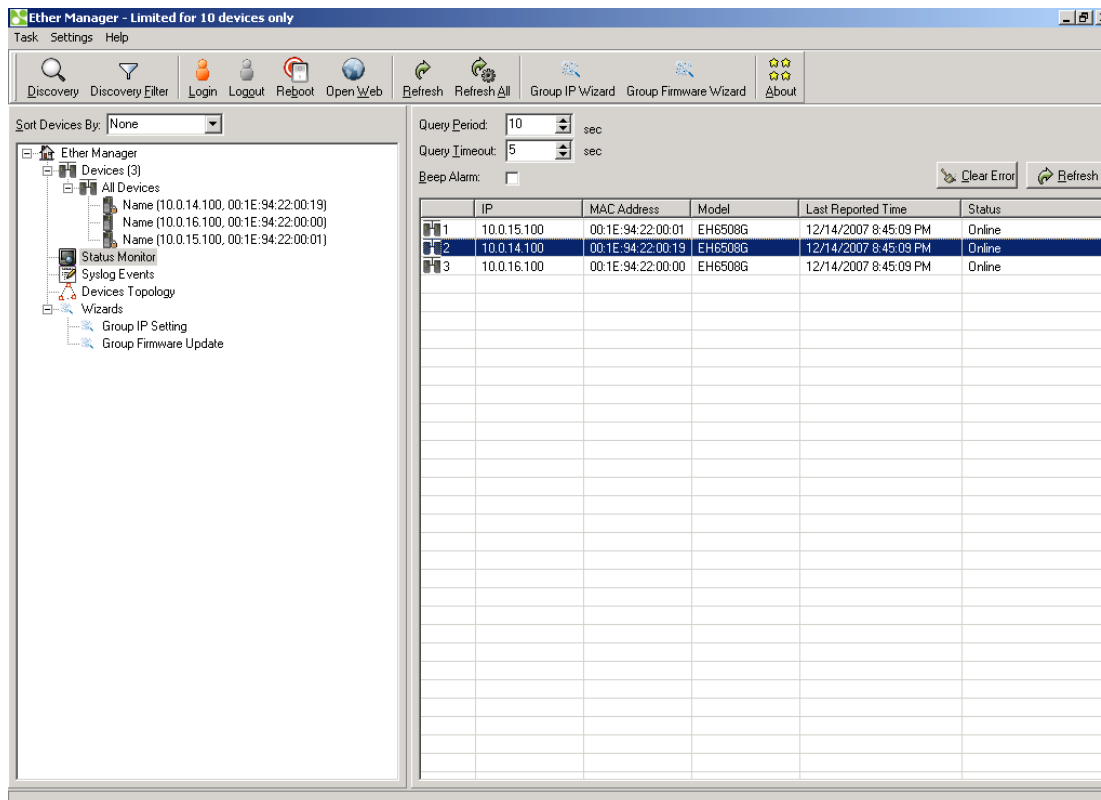 Ether Manager - Limited for 10 devices only
Task Settings Help
Discovery Discovery Filter Login Logout Reboot Open Web Refresh Refresh All Group IP Wizard Group Firmware Wizard About
Sort Devices By: None
Ether Manager
Devices (3)
All Devices
Name (10.0.14.100, 00:1E:94:22:00:19)
Name (10.0.16.100, 00:1E:94:22:00:00)
Name (10.0.15.100, 00:1E:94:22:00:01)
Status Monitor
Syslog Events
Devices Topology
Wizards
Group IP Setting
Group Firmware Update
Query Period: 10 sec
Query Timeout: 5 sec
Beep Alarm:
Clear Error Refresh
IP MAC Address Model Last Reported Time Status
1 10.0.15.100 00:1E:94:22:00:01 EH6508G 12/14/2007 8:45:09 PM Online
2 10.0.14.100 00:1E:94:22:00:19 EH6508G 12/14/2007 8:45:09 PM Online
3 10.0.16.100 00:1E:94:22:00:00 EH6508G 12/14/2007 8:45:09 PM Online